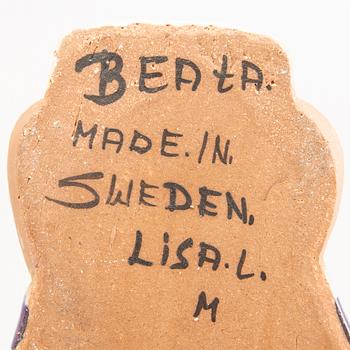 BEAtA.
MADE.IN.
SWEDEN.
LISA.L.
M